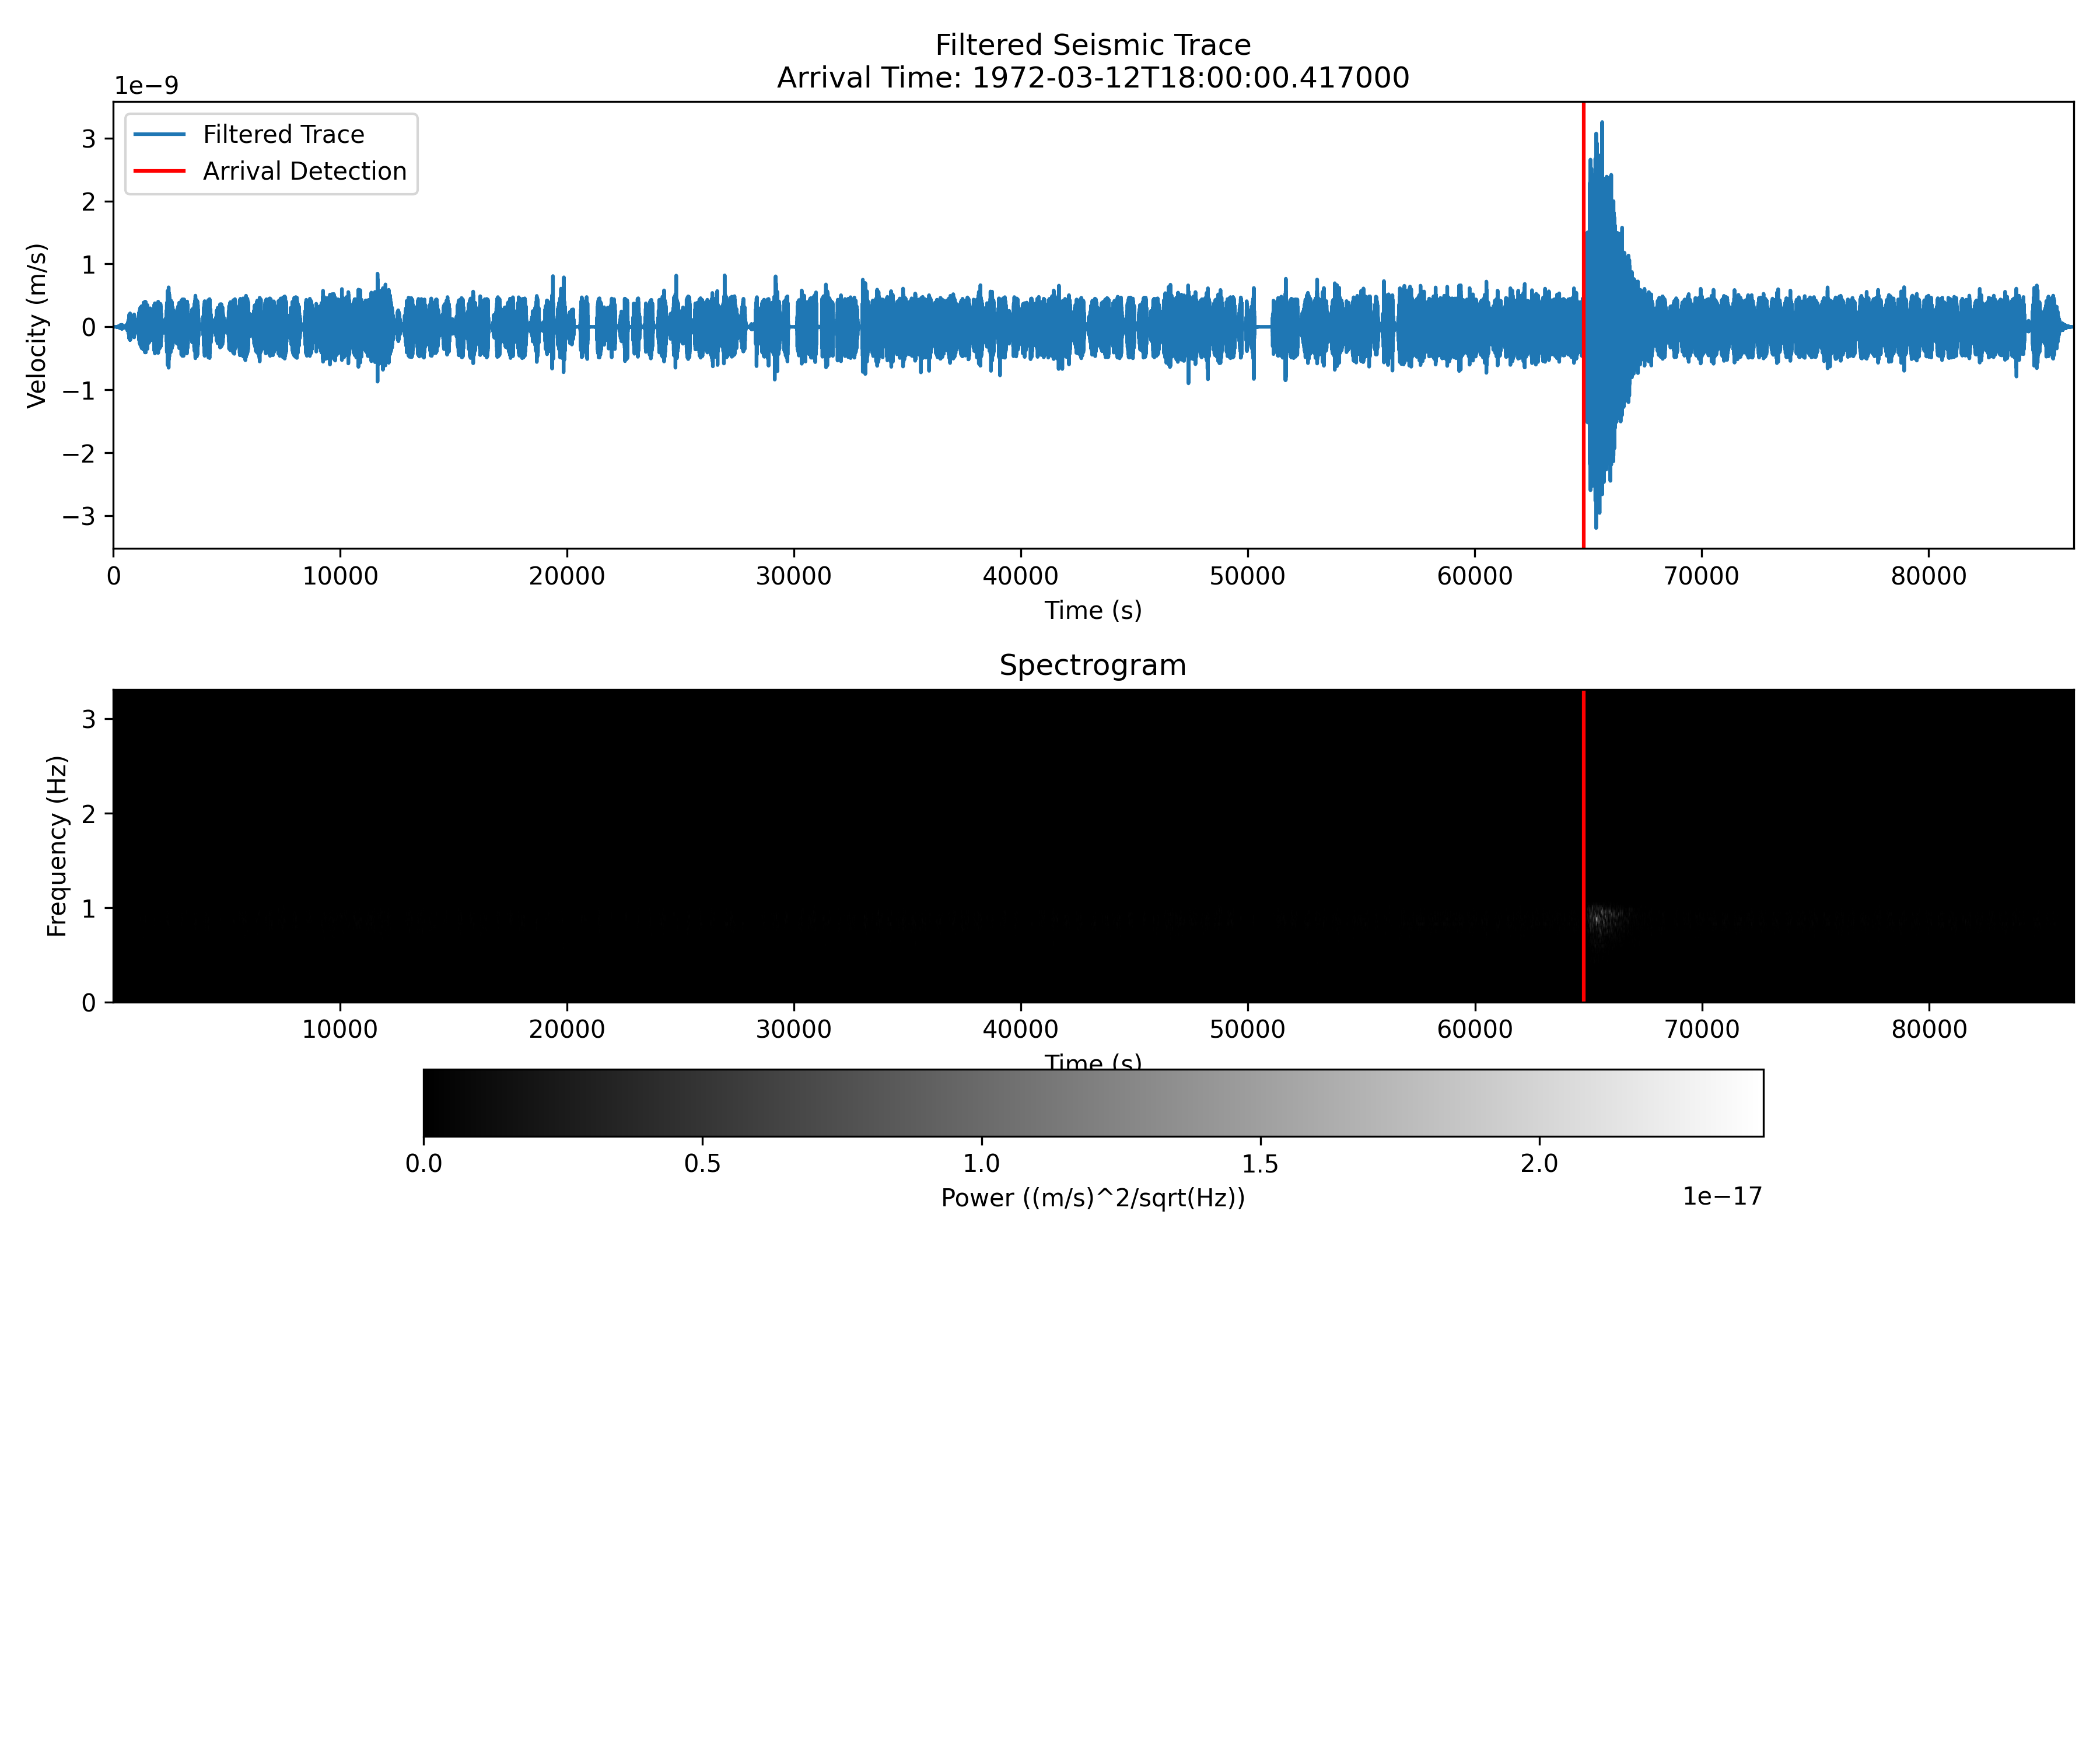 Filtered Seismic Trace
Arrival Time: 1972-03-12T18:00:00.417000
1e−9
Filtered Trace
Arrival Detection
Velocity (m/s)
3
2
1
0
−1
−2
−3
0 10000 20000 30000 40000 50000 60000 70000 80000
Time (s)
Spectrogram
Frequency (Hz)
3
2
1
0
10000 20000 30000 40000 50000 60000 70000 80000
Time (s)
0.0 0.5 1.0 1.5 2.0
Power ((m/s)^2/sqrt(Hz))
1e−17